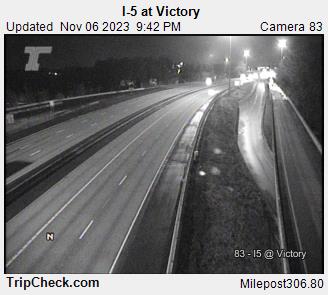 I-5 at Victory
Updated Nov 06 2023 9:42 PM Camera 83
T
N
83 - I5 @ Victory
TripCheck.com Milepost306.80